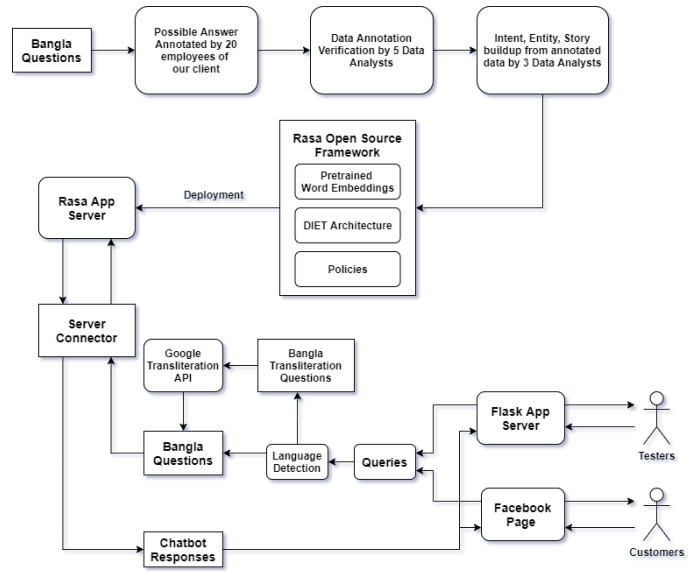 Bangla
Questions
Possible Answer
Annotated by 20
employees of
our client
Data Annotation
Verification by 5 Data
Analysts
Intent, Entity, Story
buildup from annotated
data by 3 Data Analysts
Rasa Open Source
Framework
Pretrained
Word Embeddings
DIET Architecture
Policies
Deployment
Rasa App
Server
Server
Connector
Google
Transliteration
API
Bangla
Transliteration
Questions
Bangla
Questions
Language
Detection
Queries
Flask App
Server
Testers
Facebook
Page
Customers
Chatbot
Responses